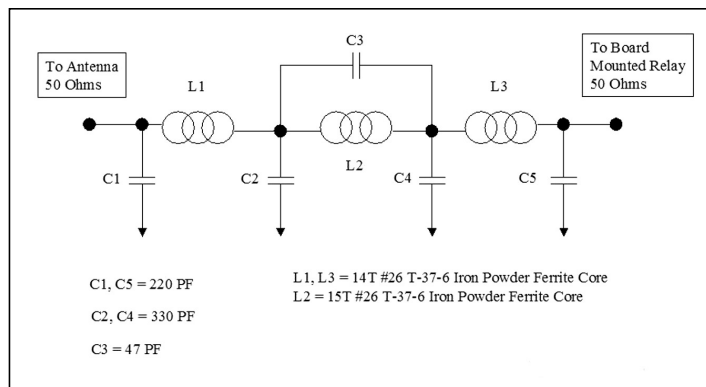 To Antenna
50 Ohms
L1
C3
L3
To Board
Mounted Relay
50 Ohms
L2
C1
C2
C4
C5
C1, C5 = 220 PF
C2, C4 = 330 PF
C3 = 47 PF
L1, L3 = 14T #26 T-37-6 Iron Powder Ferrite Core
L2 = 15T #26 T-37-6 Iron Powder Ferrite Core